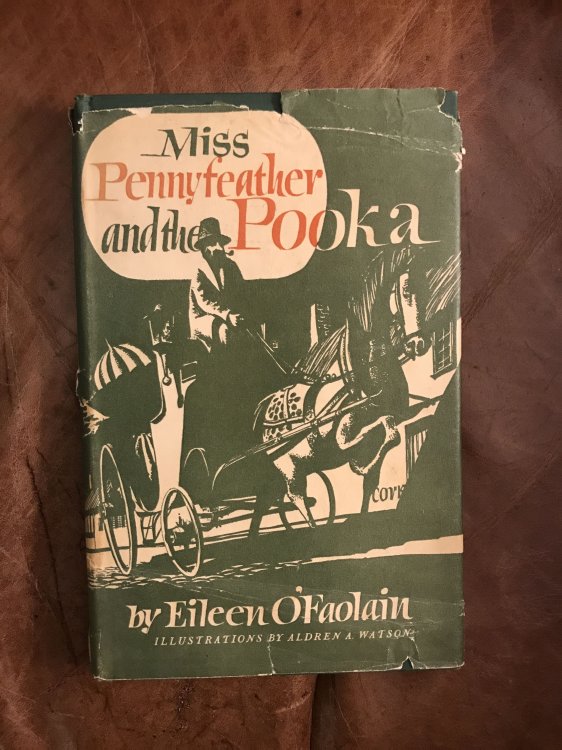 Miss
Pennyfeather
and the Pooka
by Eileen O'Faolain
ILLUSTRATIONS BY ALDREN A. WATSON